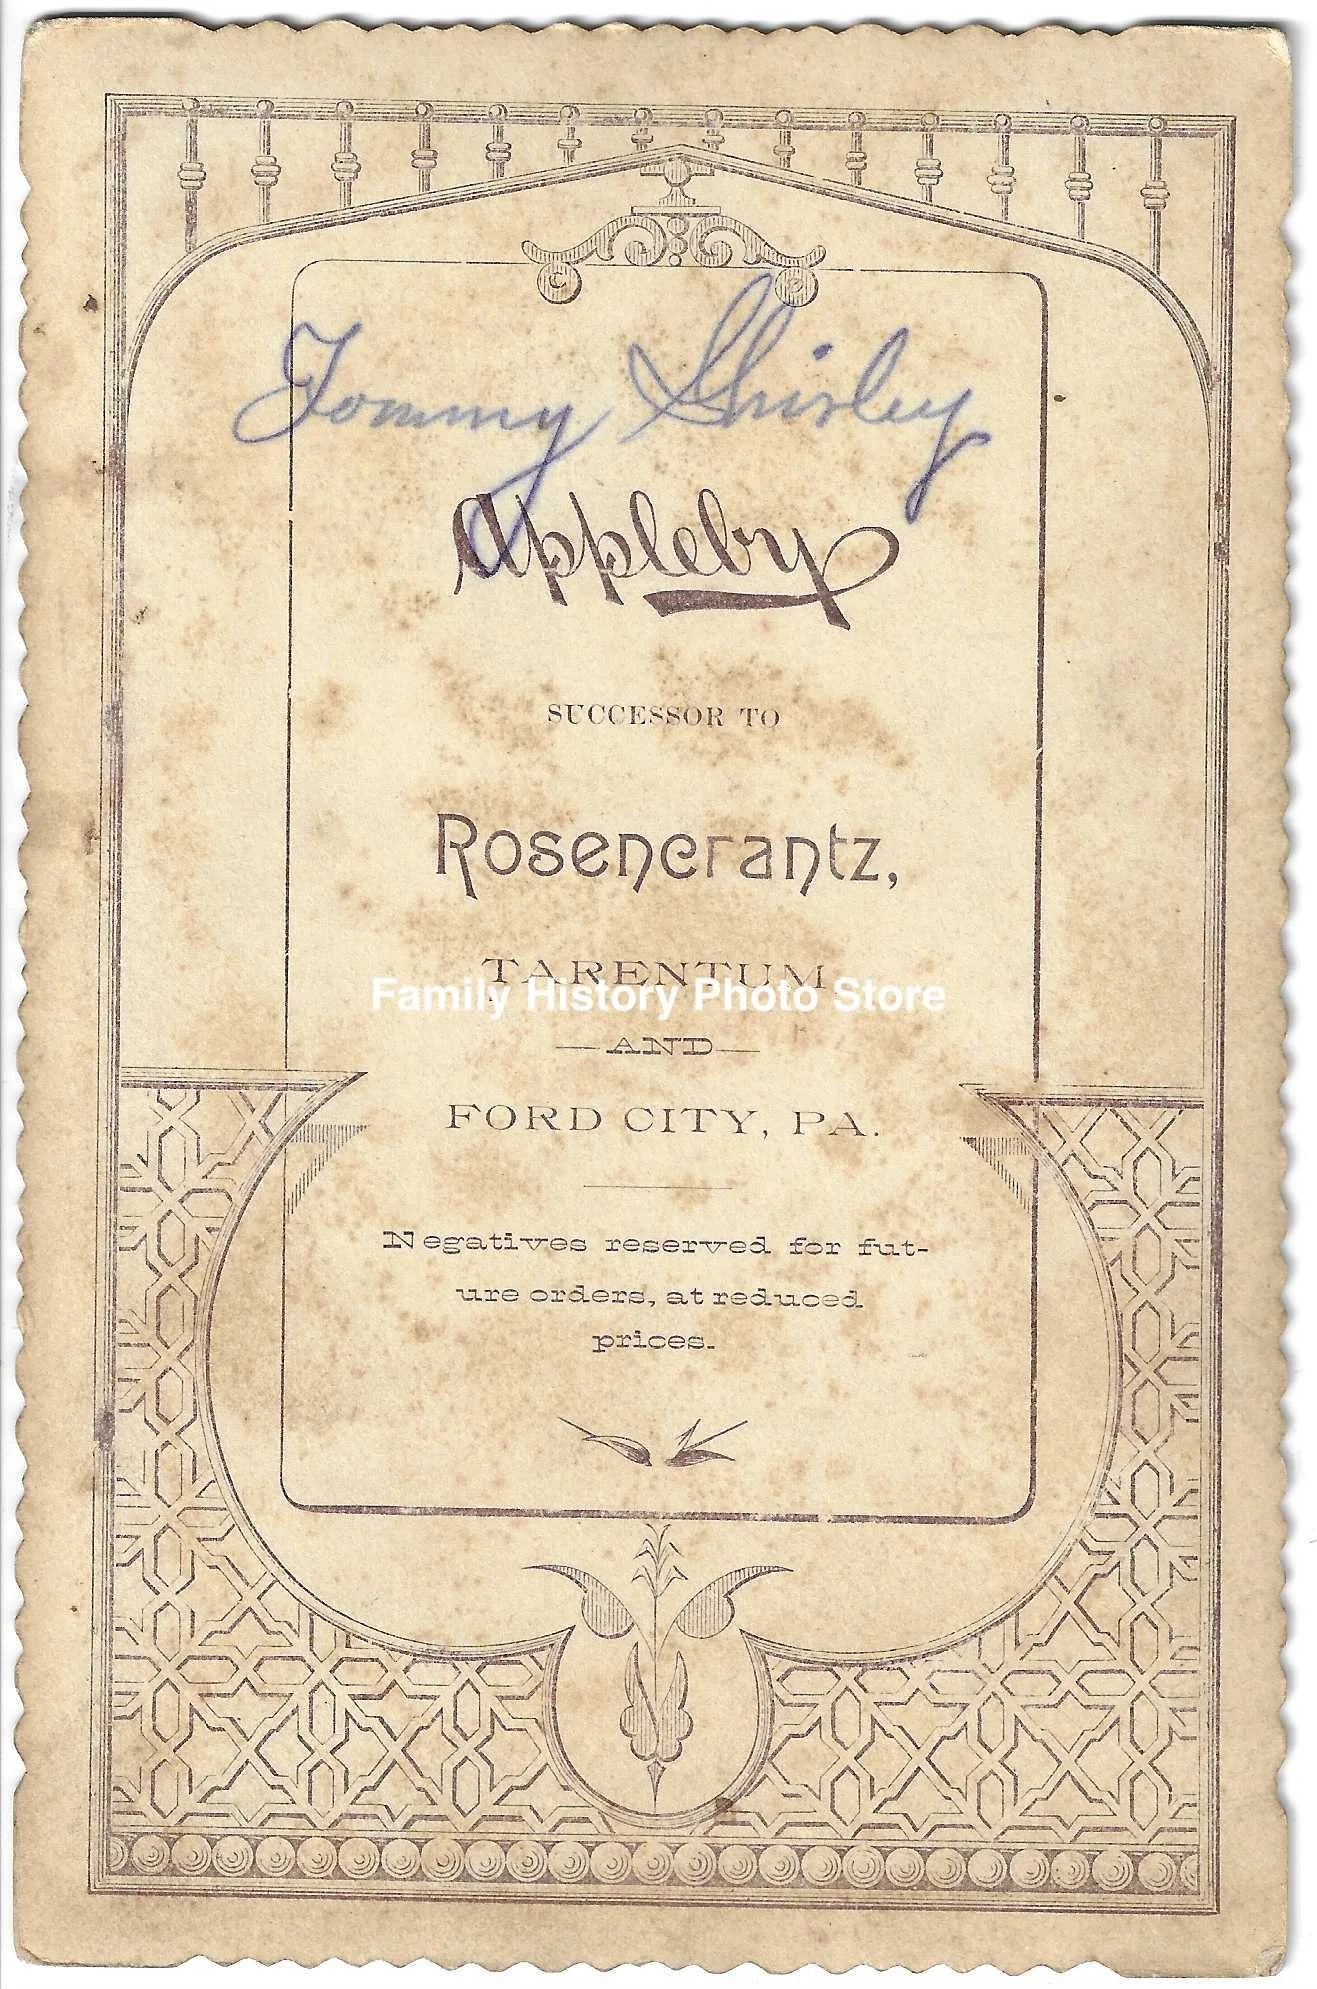 Tommy Shirley
Appleby
SUCCESSOR TO
Rosencrantz,
TARENTUM,
Family History Photo Store
—AND—
FORD CITY, PA.
Negatives reserved for fut-
ure orders, at reduced
prices.